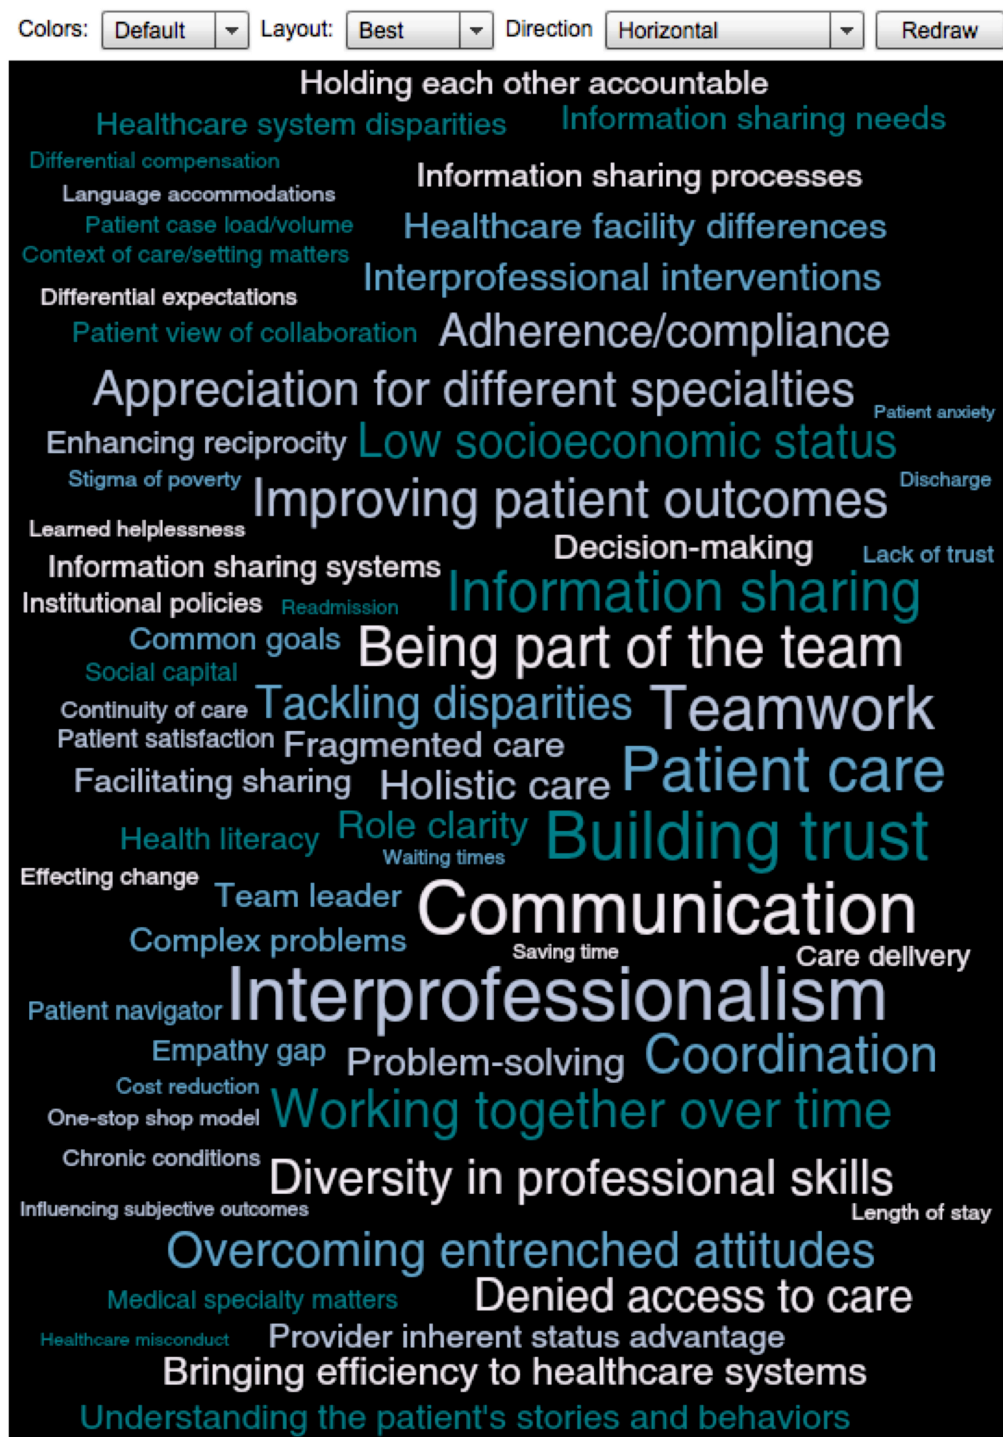 Colors: Default Layout: Best Direction Horizontal Redraw
Holding each other accountable
Healthcare system disparities Information sharing needs
Differential compensation
Language accommodations Information sharing processes
Patient case load/volume Healthcare facility differences
Context of care/setting matters
Differential expectations Interprofessional interventions
Patient view of collaboration Adherence/compliance
Appreciation for different specialties Patient anxiety
Enhancing reciprocity Low socioeconomic status
Stigma of poverty Improving patient outcomes Discharge
Learned helplessness
Information sharing systems Decision-making Lack of trust
Institutional policies Readmission Information sharing
Common goals Being part of the team
Social capital
Continuity of care Tackling disparities Teamwork
Patient satisfaction Fragmented care
Facilitating sharing Holistic care Patient care
Health literacy Role clarity Building trust
Waiting times
Effecting change
Team leader Communication
Complex problems Saving time Care delivery
Patient navigator Interprofessionalism
Empathy gap Problem-solving Coordination
Cost reduction
One-stop shop model Working together over time
Chronic conditions Diversity in professional skills
Influencing subjective outcomes Length of stay
Overcoming entrenched attitudes
Medical specialty matters Denied access to care
Healthcare misconduct Provider inherent status advantage
Bringing efficiency to healthcare systems
Understanding the patient's stories and behaviors